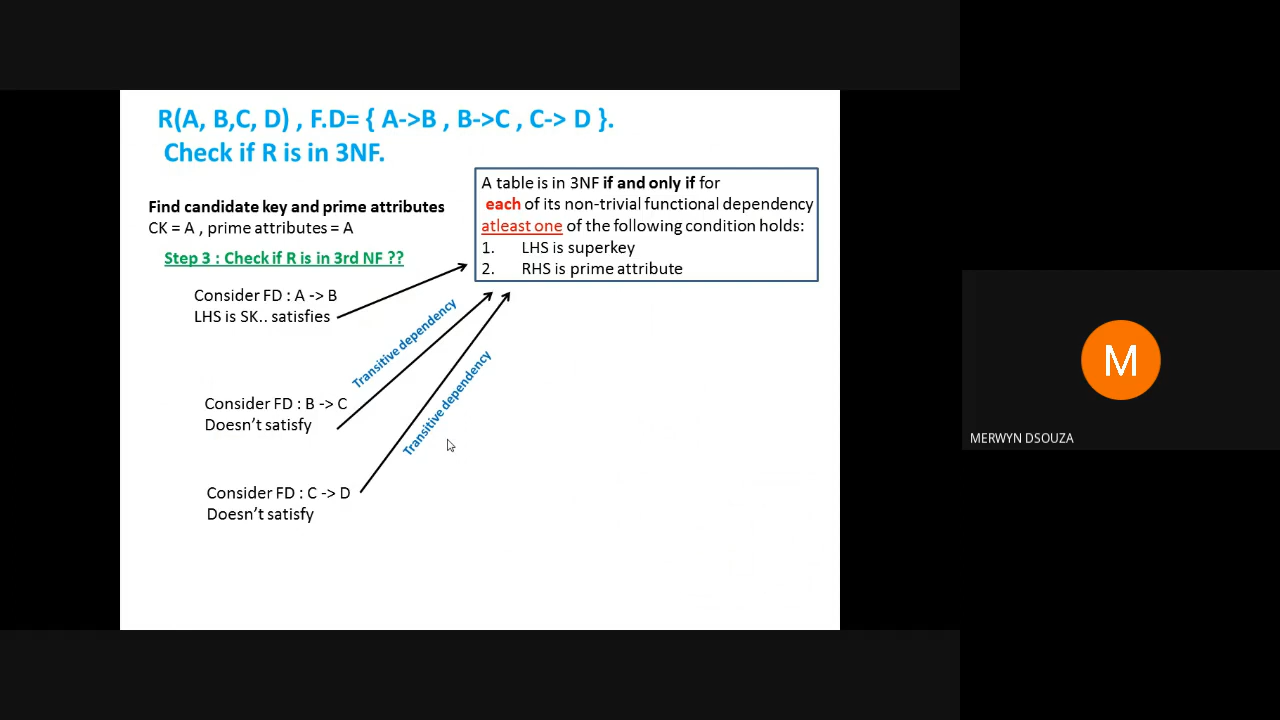 R(A, B,C, D) , F.D= { A->B , B->C , C-> D }.
Check if R is in 3NF.
A table is in 3NF if and only if for
each of its non-trivial functional dependency
atleast one of the following condition holds:
1. LHS is superkey
2. RHS is prime attribute
Find candidate key and prime attributes
CK = A , prime attributes = A
Step 3 : Check if R is in 3rd NF ??
Consider FD : A -> B
LHS is SK.. satisfies
Transitive dependency
Consider FD : B -> C
Doesn't satisfy
Transitive dependency
Consider FD : C -> D
Doesn't satisfy
M
MERWYN DSOUZA